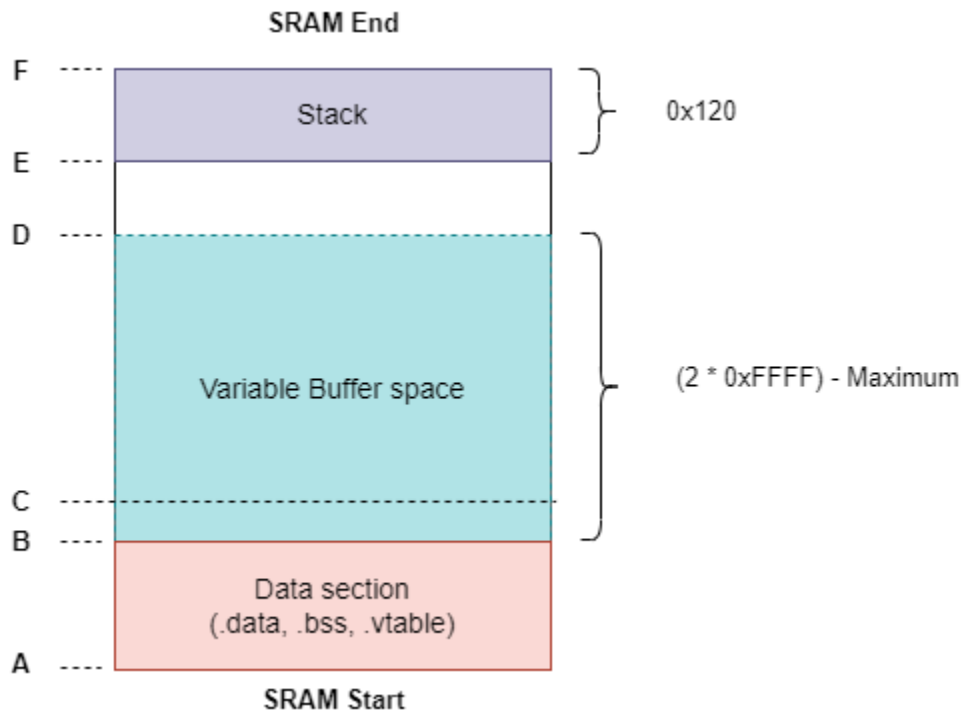 SRAM End
F
Stack
0x120
E
D
Variable Buffer space
(2 * 0xFFFF) - Maximum
C
B
Data section
(.data, .bss, .vtable)
A
SRAM Start